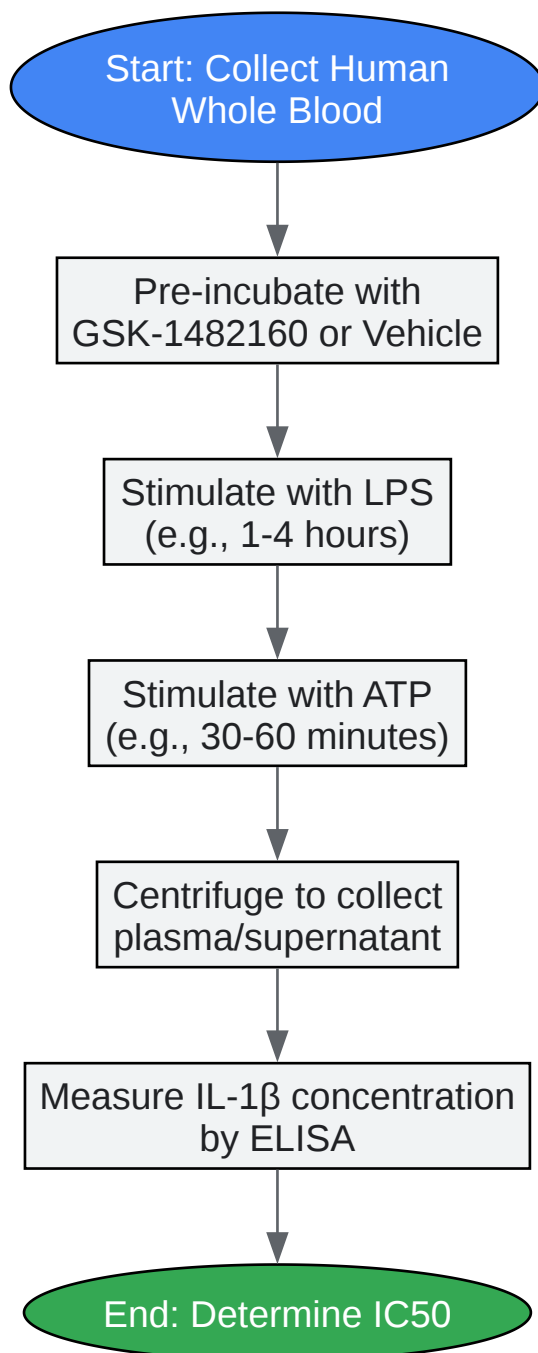 Start: Collect Human
Whole Blood
Pre-incubate with
GSK-1482160 or Vehicle
Stimulate with LPS
(e.g., 1-4 hours)
Stimulate with ATP
(e.g., 30-60 minutes)
Centrifuge to collect
plasma/supernatant
Measure IL-1β concentration
by ELISA
End: Determine IC50